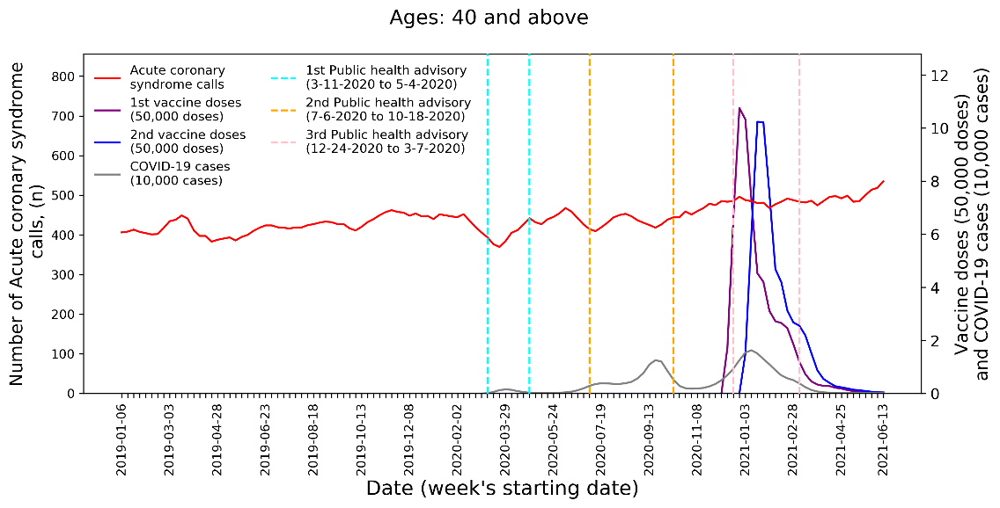 Ages: 40 and above
Number of Acute coronary syndrome
calls, (n)
800
700
600
500
400
300
200
100
0
Acute coronary
syndrome calls
1st vaccine doses
(50,000 doses)
2nd vaccine doses
(50,000 doses)
COVID-19 cases
(10,000 cases)
1st Public health advisory
(3-11-2020 to 5-4-2020)
2nd Public health advisory
(7-6-2020 to 10-18-2020)
3rd Public health advisory
(12-24-2020 to 3-7-2020)
12
10
8
6
4
2
0
Vaccine doses (50,000 doses)
and COVID-19 cases (10,000 cases)
2019-01-06
2019-03-03
2019-04-28
2019-06-23
2019-08-18
2019-10-13
2019-12-08
2020-02-02
2020-03-29
2020-05-24
2020-07-19
2020-09-13
2020-11-08
2021-01-03
2021-02-28
2021-04-25
2021-06-13
Date (week's starting date)